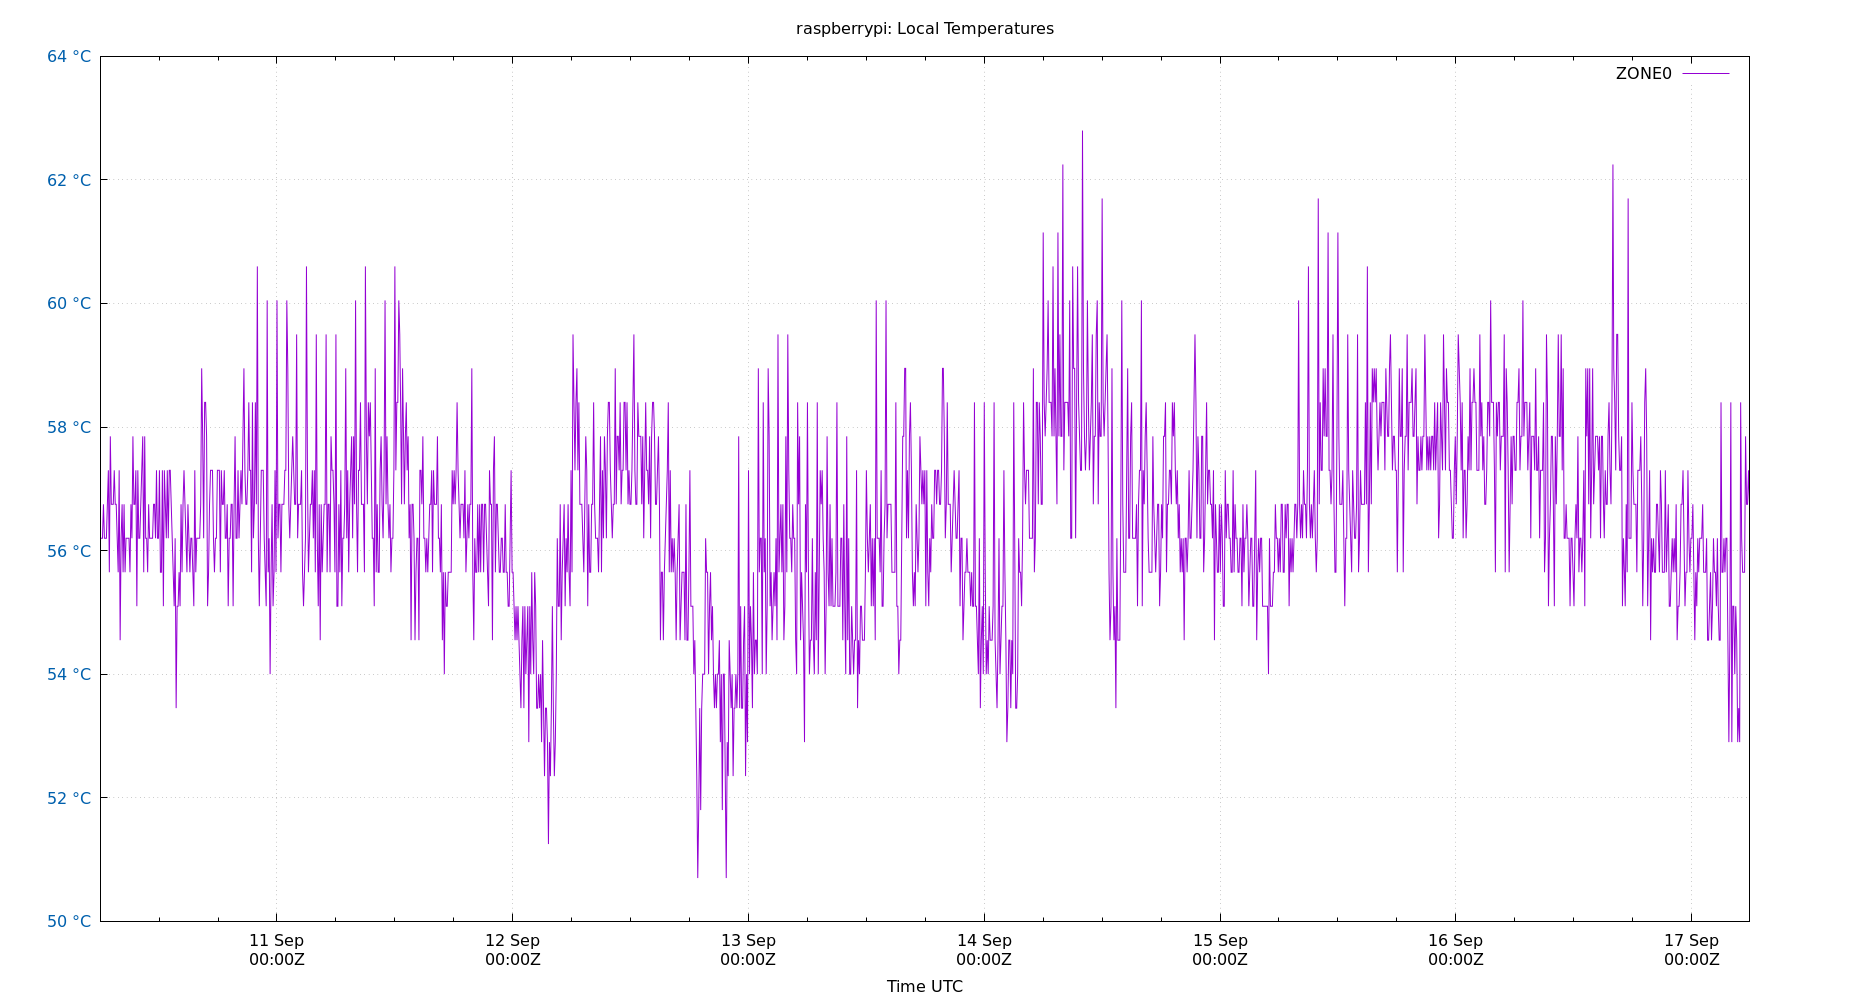 raspberrypi: Local Temperatures
64 °C
ZONE0
62 °C
60 °C
58 °C
56 °C
54 °C
52 °C
50 °C
11 Sep 12 Sep 13 Sep 14 Sep 15 Sep 16 Sep 17 Sep
00:00Z 00:00Z 00:00Z 00:00Z 00:00Z 00:00Z 00:00Z
Time UTC